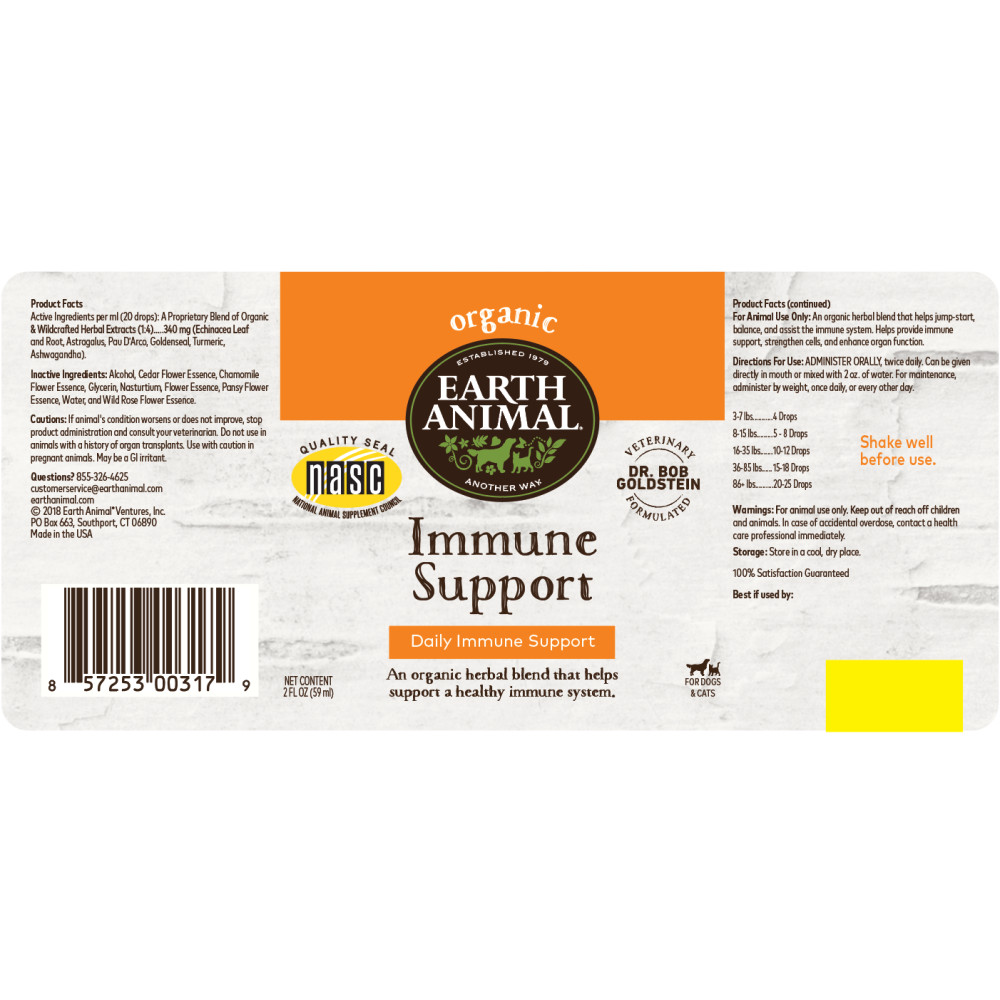 Product Facts
Active Ingredients per ml (20 drops): A Proprietary Blend of Organic
& Wildcrafted Herbal Extracts (1:4).....340 mg (Echinacea Leaf
and Root, Astragalus, Pau D'Arco, Goldenseal, Turmeric,
Ashwagandha).
Inactive Ingredients: Alcohol, Cedar Flower Essence, Chamomile
Flower Essence, Glycerin, Nasturtium, Flower Essence, Pansy Flower
Essence, Water, and Wild Rose Flower Essence.
Cautions: If animal's condition worsens or does not improve, stop
product administration and consult your veterinarian. Do not use in
animals with a history of organ transplants. Use with caution in
pregnant animals. May be a GI irritant.
Questions? 855-326-4625
customerservice@earthanimal.com
earthanimal.com
© 2018 Earth Animal® Ventures, Inc.
PO Box 663, Southport, CT 06890
Made in the USA
8 57253 00317 9
organic
ESTABLISHED 1979
EARTH
ANIMAL®
ANOTHER WAY
QUALITY SEAL
nasc
NATIONAL ANIMAL SUPPLEMENT COUNCIL
VETERINARY
DR. BOB
GOLDSTEIN
FORMULATED
Immune
Support
Daily Immune Support
An organic herbal blend that helps
support a healthy immune system.
NET CONTENT
2 FL OZ (59 ml)
FOR DOGS
& CATS
Product Facts (continued)
For Animal Use Only: An organic herbal blend that helps jump-start,
balance, and assist the immune system. Helps provide immune
support, strengthen cells, and enhance organ function.
Directions For Use: ADMINISTER ORALLY, twice daily. Can be given
directly in mouth or mixed with 2 oz. of water. For maintenance,
administer by weight, once daily, or every other day.
3-7 lbs...........4 Drops
8-15 lbs.........5 - 8 Drops
16-35 lbs.......10-12 Drops
36-85 lbs.....15-18 Drops
86+ lbs.........20-25 Drops
Shake well
before use.
Warnings: For animal use only. Keep out of reach off children
and animals. In case of accidental overdose, contact a health
care professional immediately.
Storage: Store in a cool, dry place.
100% Satisfaction Guaranteed
Best if used by: